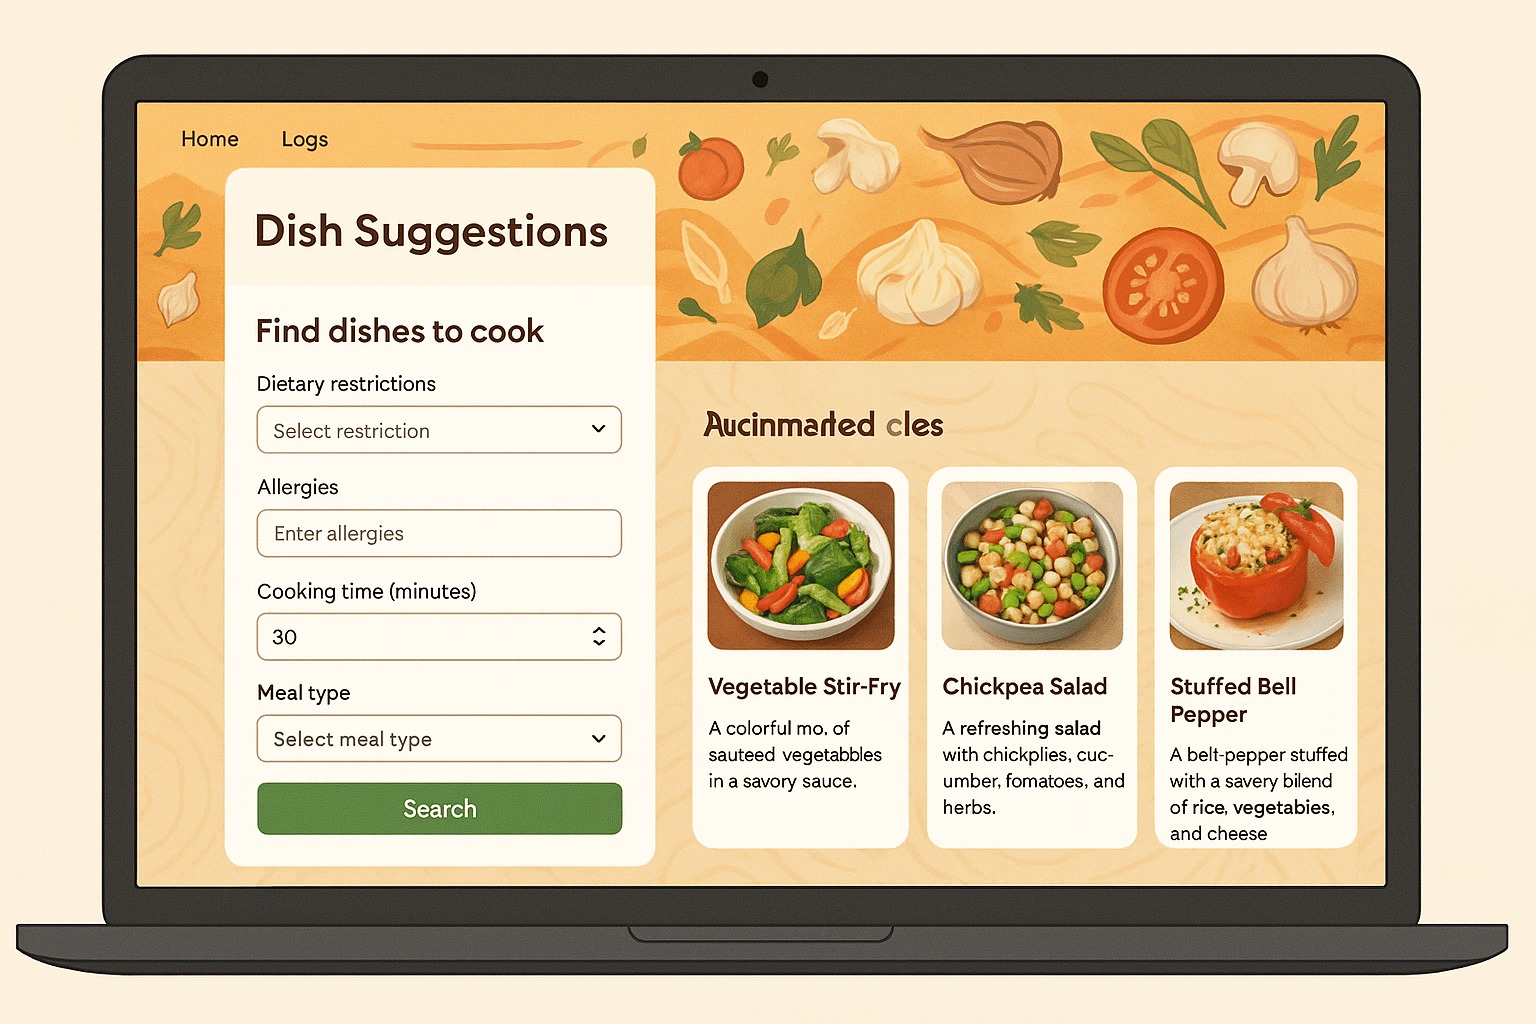 Home Logs
Dish Suggestions
Find dishes to cook
Dietary restrictions
Select restriction
Allergies
Enter allergies
Cooking time (minutes)
30
Meal type
Select meal type
Search
Aucinmarted cles
Vegetable Stir-Fry
A colorful mo, of
sauteed vegetabbles
in a savory sauce.
Chickpea Salad
A refreshing salad
with chickplies, cuc-
umber, fomatoes, and
herbs.
Stuffed Bell
Pepper
A belt-pepper stuffed
with a savery bilend
of rice, vegetabies,
and cheese